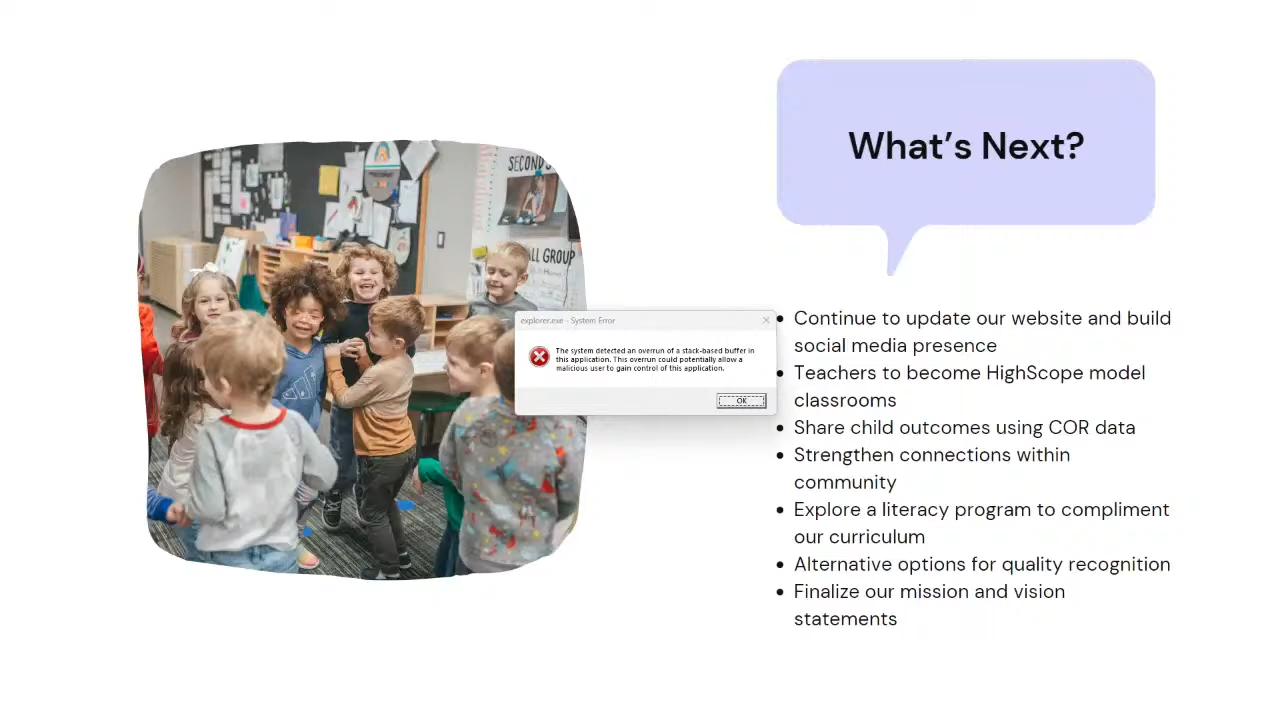 What's Next?
SECOND
ALL GROUP
explorer.exe - System Error
The system detected an overrun of a stack-based buffer in
this application. This overrun could potentially allow a
malicious user to gain control of this application.
OK
• Continue to update our website and build
social media presence
• Teachers to become HighScope model
classrooms
• Share child outcomes using COR data
• Strengthen connections within
community
• Explore a literacy program to compliment
our curriculum
• Alternative options for quality recognition
• Finalize our mission and vision
statements